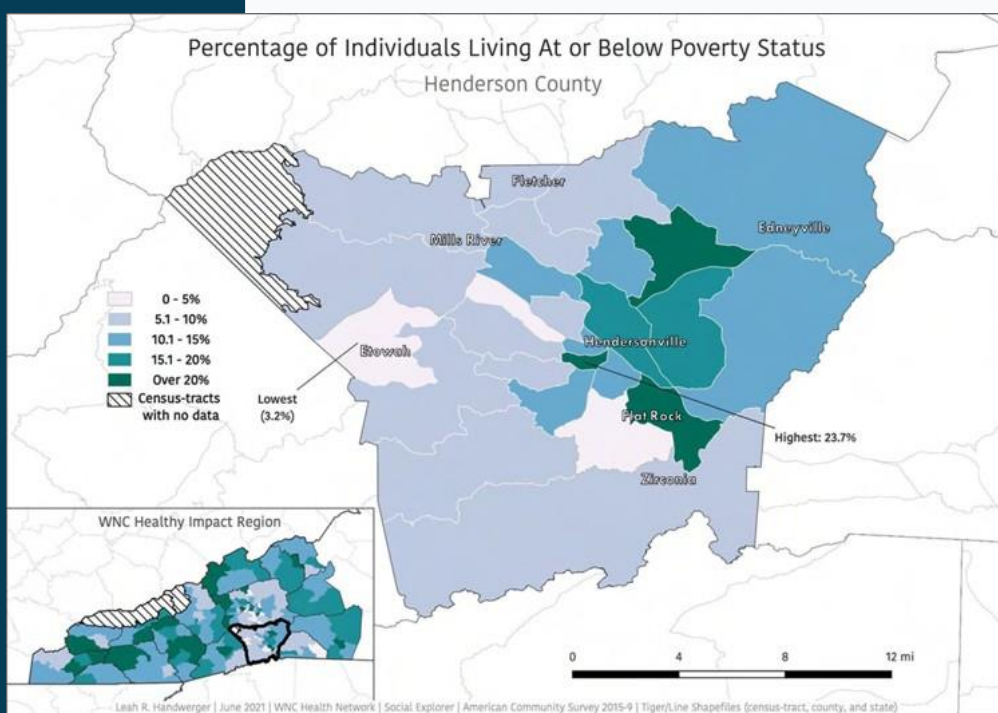 Percentage of Individuals Living At or Below Poverty Status
Henderson County
Fletcher
Edneyville
Mills River
0 - 5%
5.1 - 10%
10.1 - 15%
15.1 - 20%
Over 20%
Census-tracts
with no data
Etowah
Hendersonville
Lowest
(3.2%)
Flat Rock
Highest: 23.7%
Zirconia
WNC Healthy Impact Region
0 4 8 12 mi
Leah R. Handwerger | June 2021 | WNC Health Network | Social Explorer | American Community Survey 2015-9 | Tiger/Line Shapefiles (census-tract, county, and state)